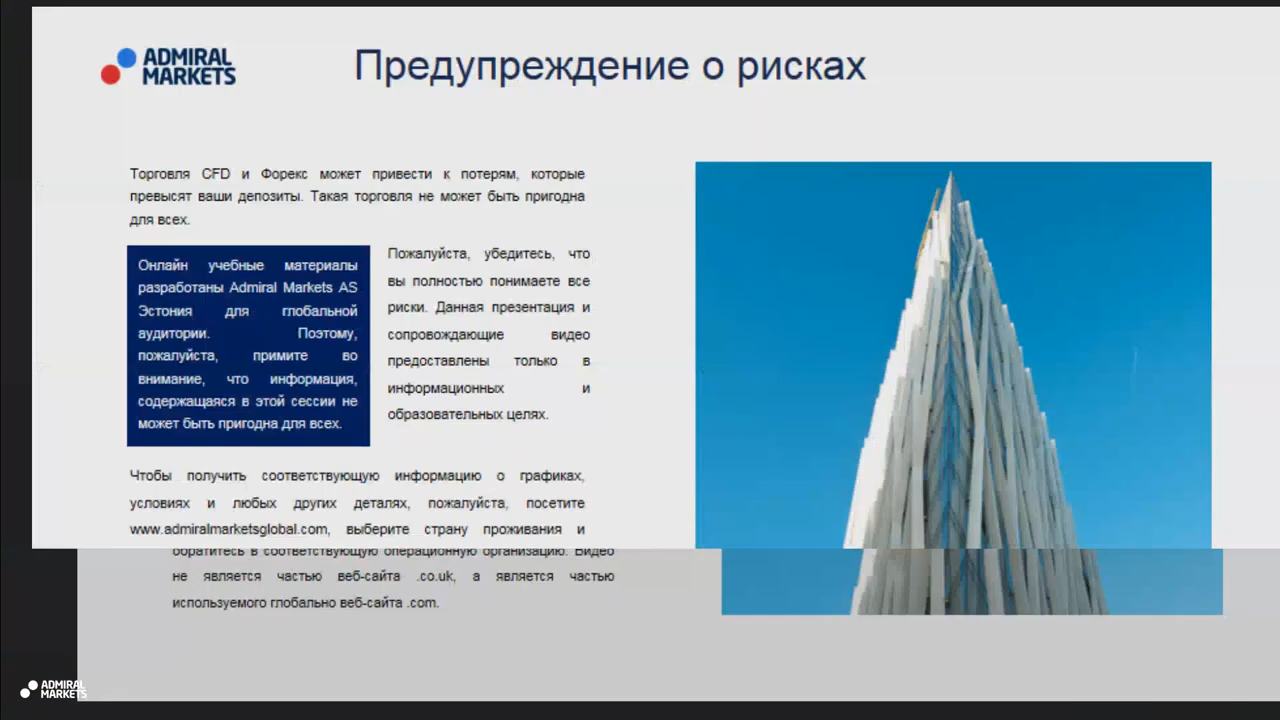 ADMIRAL
MARKETS
Предупреждение о рисках
Торговля CFD и Форекс может привести к потерям, которые
превысят ваши депозиты. Такая торговля не может быть пригодна
для всех.
Онлайн учебные материалы
разработаны Admiral Markets AS
Эстония для глобальной
аудитории. Поэтому,
пожалуйста, примите во
внимание, что информация,
содержащаяся в этой сессии не
может быть пригодна для всех.
Пожалуйста, убедитесь, что
вы полностью понимаете все
риски. Данная презентация и
сопровождающие видео
предоставлены только в
информационных и
образовательных целях.
Чтобы получить соответствующую информацию о графиках,
условиях и любых других деталях, пожалуйста, посетите
www.admiralmarketsglobal.com, выберите страну проживания и
обратитесь в соответствующую операционную организацию. Видео
не является частью веб-сайта .co.uk, а является частью
используемого глобально веб-сайта .com.
ADMIRAL
MARKETS